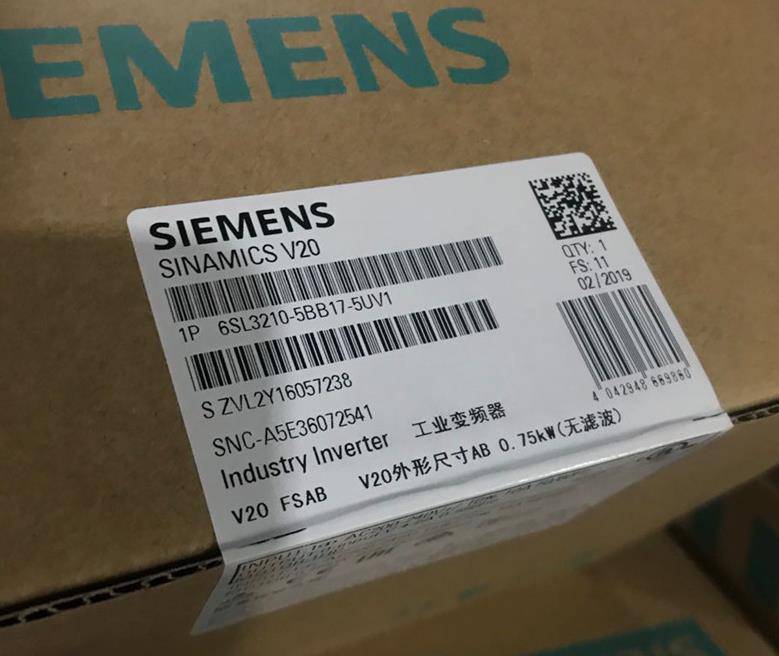 EMENS
SIEMENS
SINAMICS V20
1P 6SL3210-5BB17-5UV1
S ZVL2Y16057238
SNC-A5E36072541
Industry Inverter 工业变频器
V20 FSAB V20外形尺寸AB 0.75kW(无滤波)
QTY: 1
FS: 11
02/2019
4 042948 669860